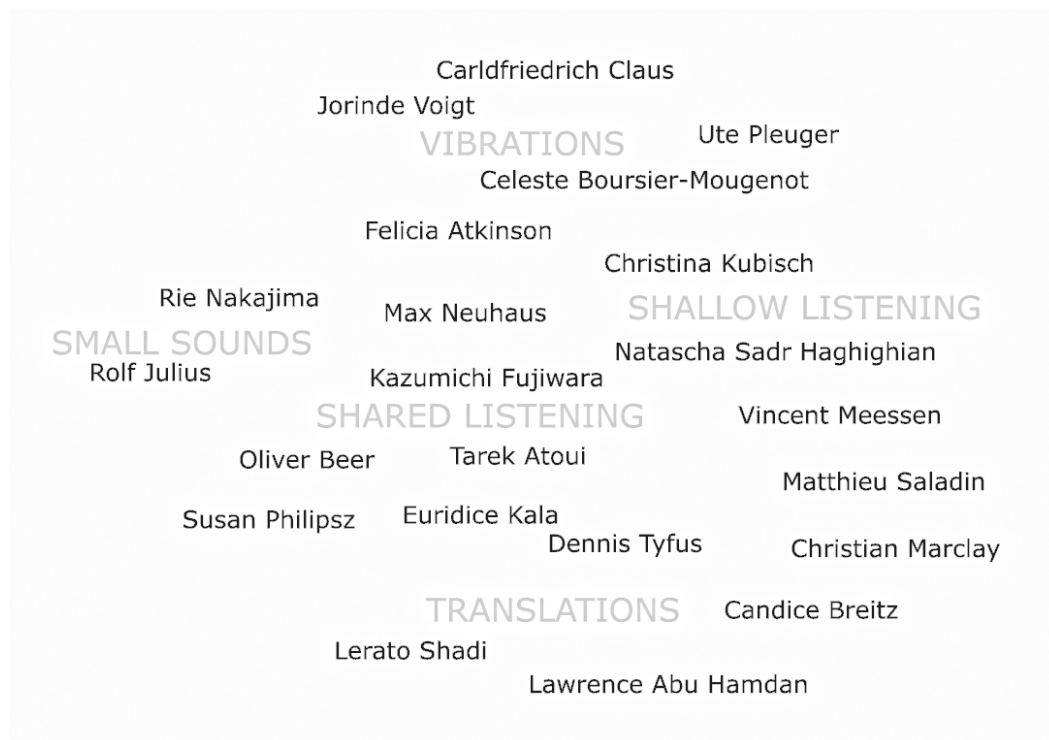 Carldfriedrich Claus
Jorinde Voigt
Ute Pleuger
VIBRATIONS
Celeste Boursier-Mougenot
Felicia Atkinson
Christina Kubisch
Rie Nakajima
SHALLOW LISTENING
Max Neuhaus
SMALL SOUNDS
Natascha Sadr Haghighian
Rolf Julius
Kazumichi Fujiwara
SHARED LISTENING
Vincent Meessen
Oliver Beer
Tarek Atoui
Matthieu Saladin
Susan Philipsz
Euridice Kala
Dennis Tyfus
Christian Marclay
TRANSLATIONS
Candice Breitz
Lerato Shadi
Lawrence Abu Hamdan